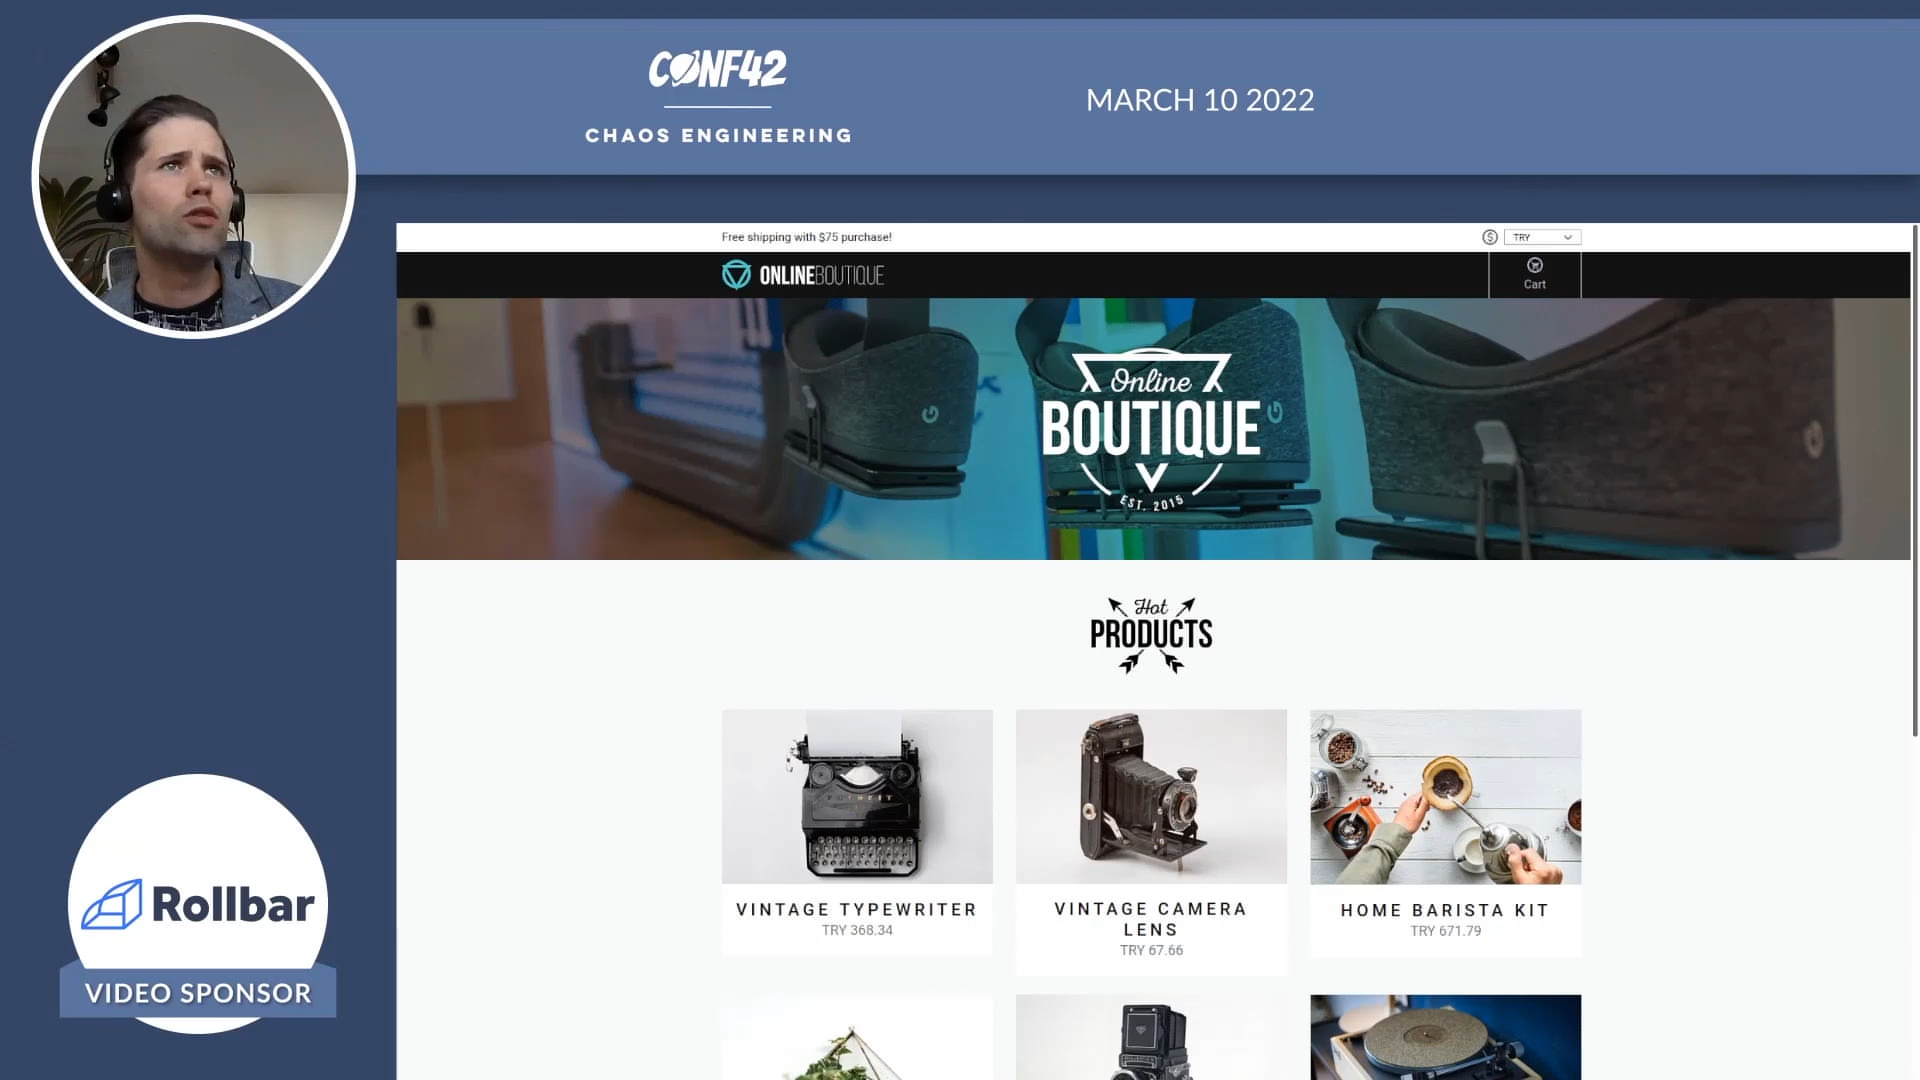 CONF42
CHAOS ENGINEERING
MARCH 10 2022
Free shipping with $75 purchase!
TRY
ONLINEBOUTIQUE
Cart
Online
BOUTIQUE
EST. 2015
Hot
PRODUCTS
VINTAGE TYPEWRITER
TRY 368.34
VINTAGE CAMERA
LENS
TRY 67.66
HOME BARISTA KIT
TRY 671.79
Rollbar
VIDEO SPONSOR